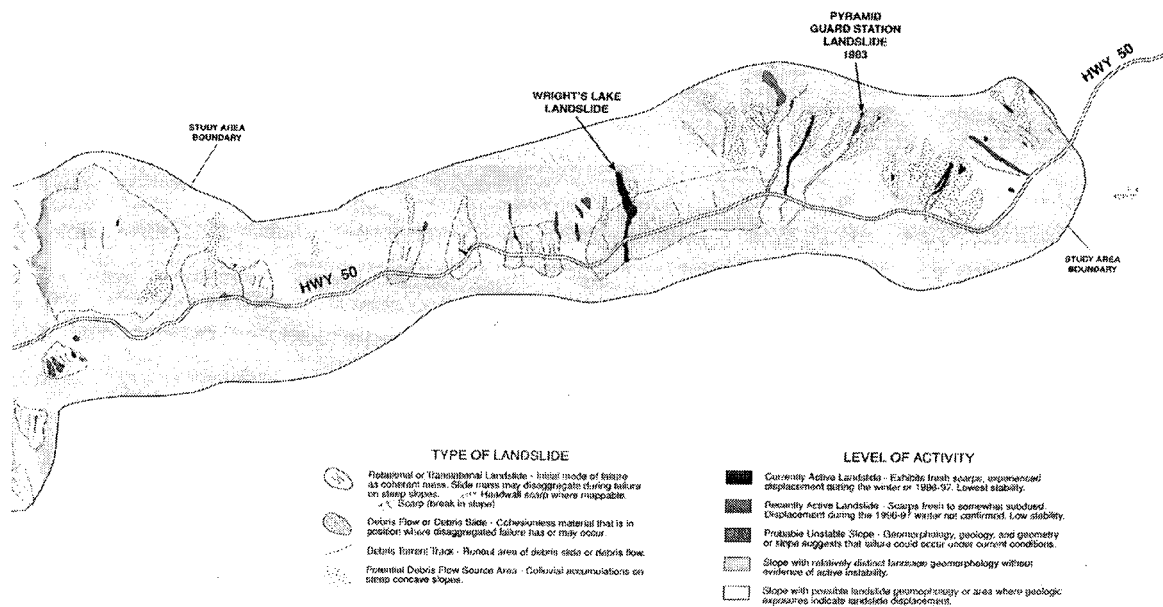 PYRAMID
GUARD STATION
LANDSLIDE
1983
HWY 50
WRIGHT'S LAKE
LANDSLIDE
STUDY AREA
BOUNDARY
HWY 50
STUDY AREA
BOUNDARY
TYPE OF LANDSLIDE
Rotational or Translational Landslide - Initial mode of failure
as coherent mass. Slide mass may disaggregate during failure
on steep slopes. Headwall scarp where mappable.
Scarp (break in slope)
Debris Flow or Debris Slide - Cohesionless material that is in
position where disaggregated failure has or may occur.
Debris Torrent Track - Runout area of debris slide or debris flow.
Potential Debris Flow Source Area - Colluvial accumulations on
steep concave slopes.
LEVEL OF ACTIVITY
Currently Active Landslide - Exhibits fresh scarps, experienced
displacement during the winter of 1996-97. Lowest stability.
Recently Active Landslide - Scarps fresh to somewhat subdued.
Displacement during the 1996-97 winter not confirmed. Low stability.
Probable Unstable Slope - Geomorphology, geology, and geometry
of slope suggests that failure could occur under current conditions.
Slope with relatively distinct landslide geomorphology without
evidence of active instability.
Slope with possible landslide geomorphology or area where geologic
exposures indicate landslide displacement.